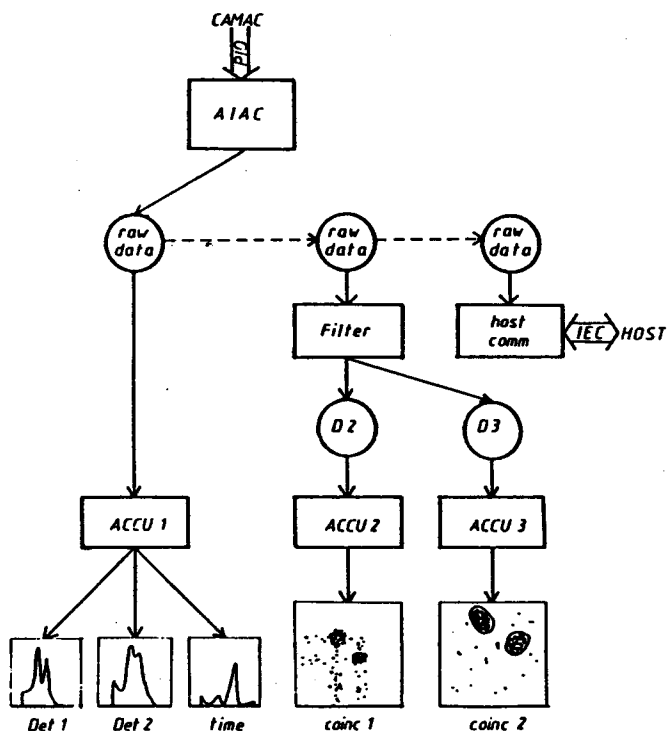 CAMAC
PIO
AIAC
raw
data
raw
data
raw
data
Filter
host
comm
IEC
HOST
D2
D3
ACCU 1
ACCU 2
ACCU 3
Det 1
Det 2
time
coinc 1
coinc 2